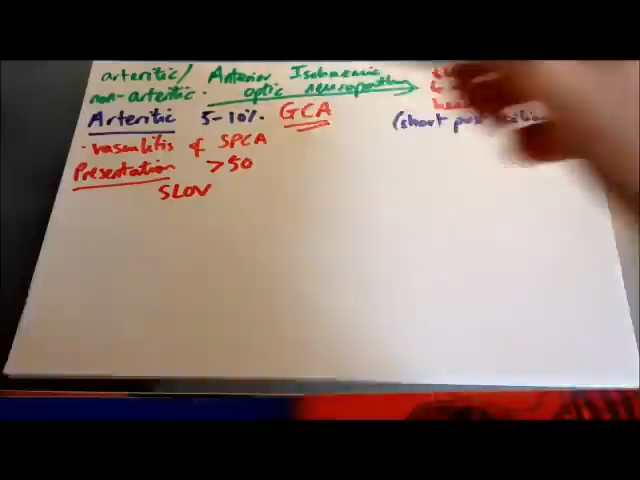 arteritic/ Anterior Ischaemic
non-arteritic. optic neuropathy
Arteritic 5-10%. GCA (short post
·vasculitis of SPCA
Presentation >50
SLOV